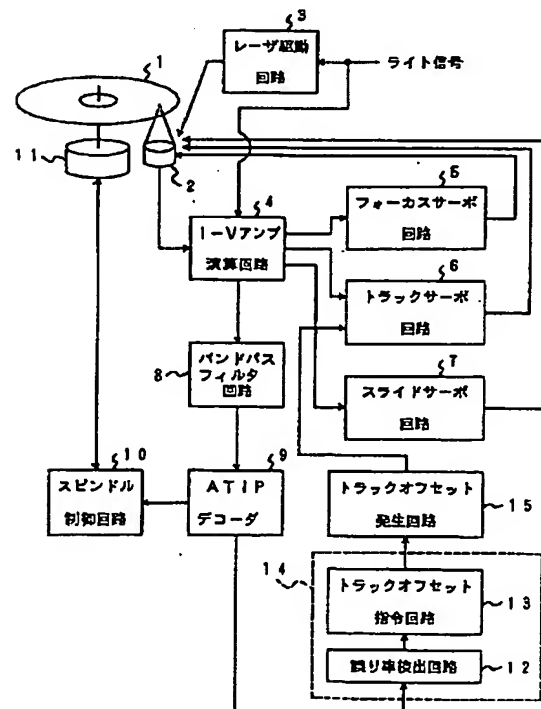 3
レーザ駆動
回路
ライト信号
1
11
2
4
I－Vアンプ
演算回路
5
フォーカスサーボ
回路
6
トラックサーボ
回路
7
スライドサーボ
回路
8
バンドパス
フィルタ
回路
9
ATIP
デコーダ
10
スピンドル
制御回路
トラックオフセット
発生回路
15
14
トラックオフセット
指令回路
13
誤り率検出回路
12